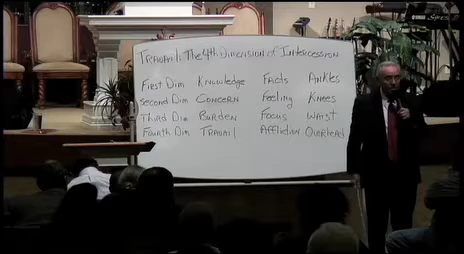 TRAVAIL: The 4th Dimension of Intercession
First Dim Knowledge Facts Ankles
Second Dim Concern Feeling Knees
Third Dim Burden Focus Waist
Fourth Dim Travail Affliction Overhead